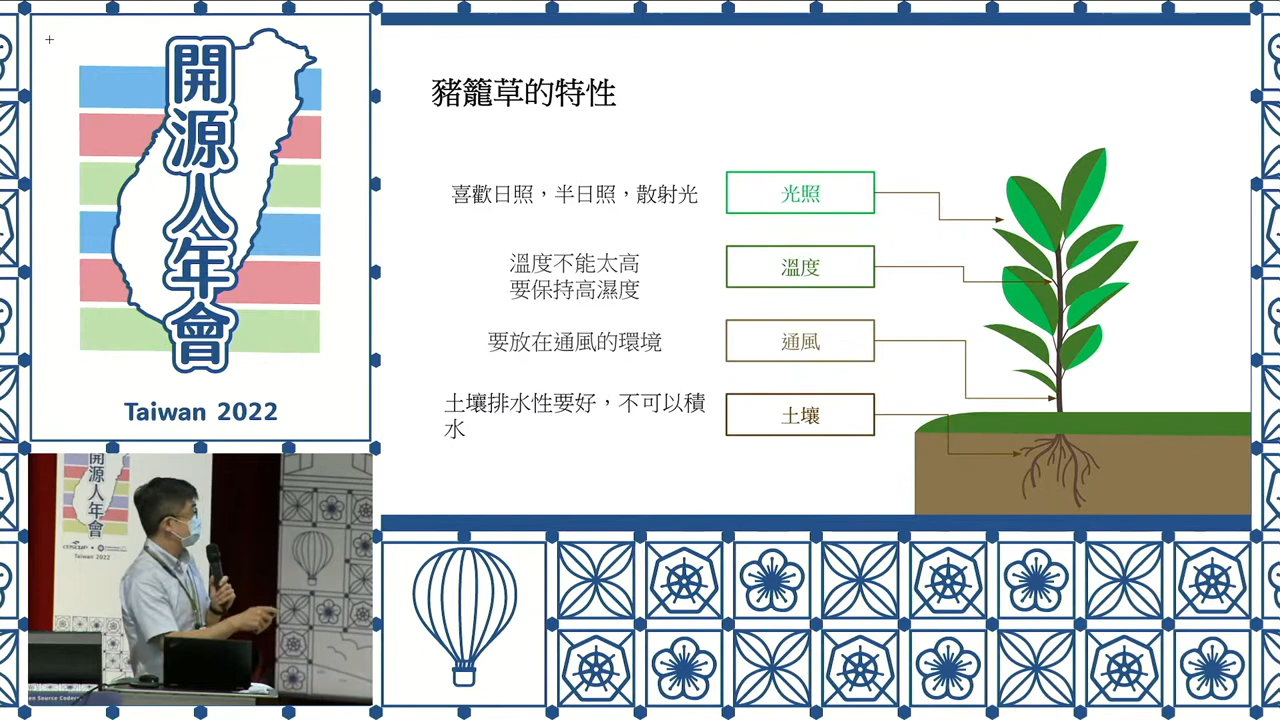 開源人年會
Taiwan 2022
豬籠草的特性
喜歡日照，半日照，散射光
光照
溫度不能太高
要保持高濕度
溫度
要放在通風的環境
通風
土壤排水性要好，不可以積
水
土壤
開源人年會
Taiwan 2022
en Source Coders